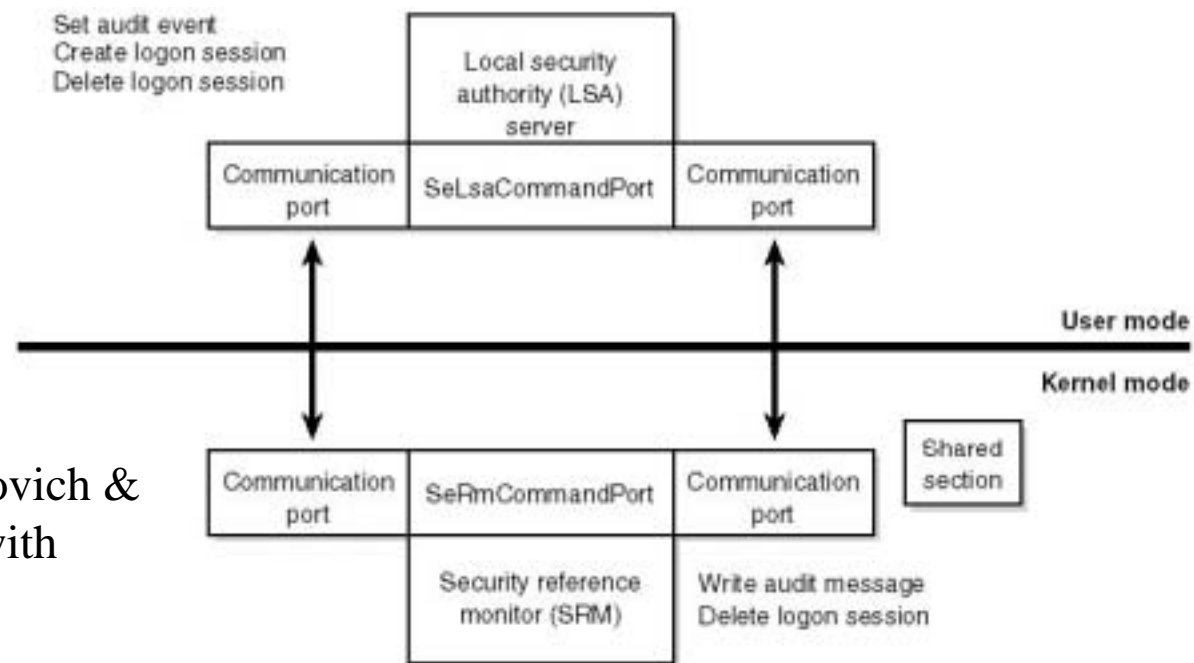 Set audit event
Create logon session
Delete logon session
Local security
authority (LSA)
server
Communication
port
SeLsaCommandPort
Communication
port
User mode
Kernel mode
Communication
port
SeRmCommandPort
Communication
port
Shared
section
ovich &
with
Security reference
monitor (SRM)
Write audit message
Delete logon session